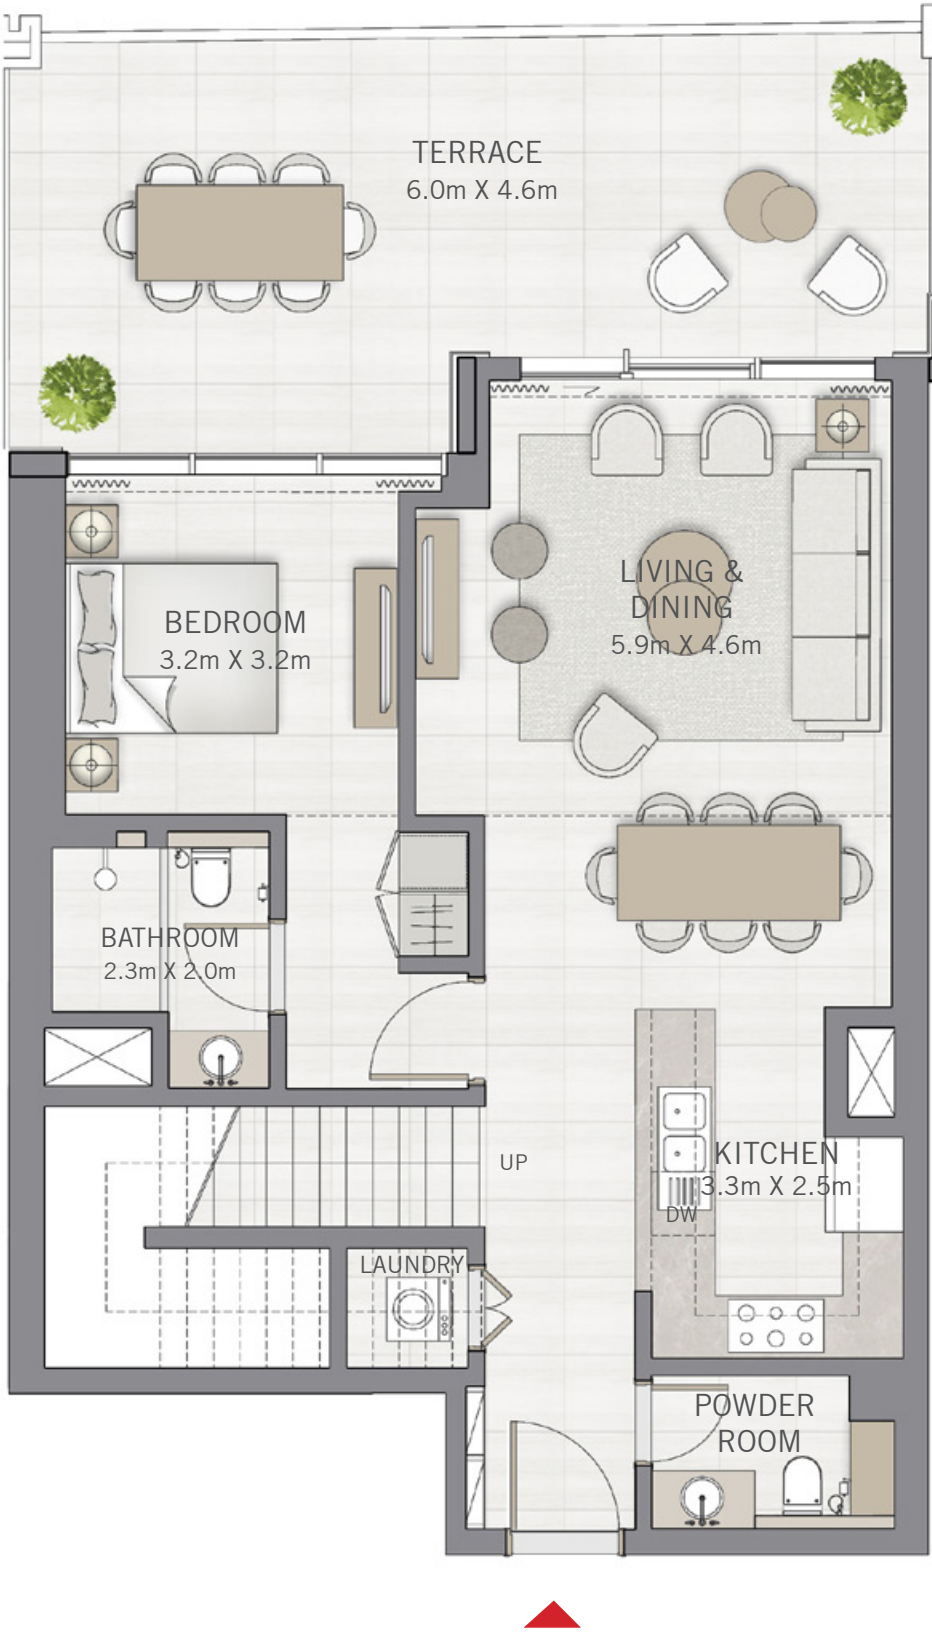 TERRACE
6.0m X 4.6m
LIVING &
DINING
5.9m X 4.6m
BEDROOM
3.2m X 3.2m
BATHROOM
2.3m X 2.0m
UP
KITCHEN
3.3m X 2.5m
DW
LAUNDRY
POWDER
ROOM